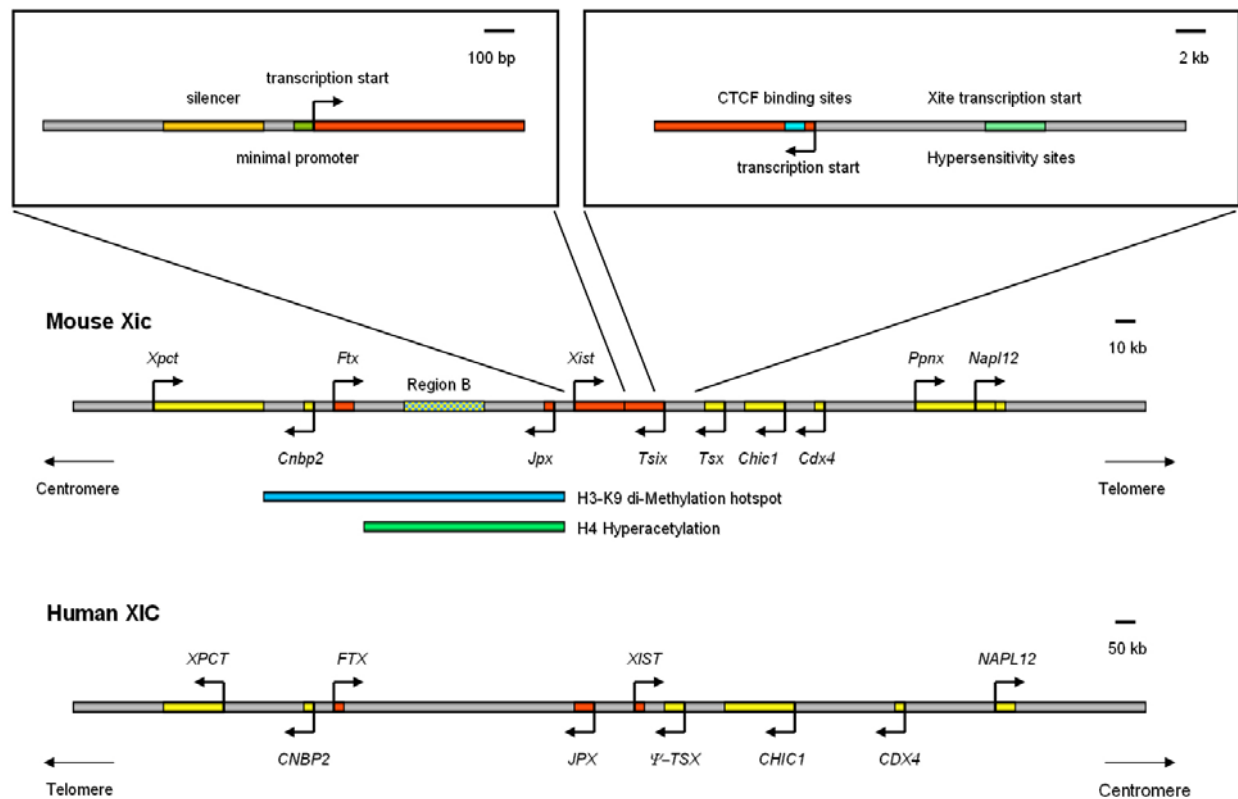 100 bp
transcription start
silencer
minimal promoter
2 kb
CTCF binding sites
Xite transcription start
transcription start
Hypersensitivity sites
Mouse Xic
10 kb
Xpct
Ftx
Region B
Xist
Ppnx
Napl12
Cnbp2
Jpx
Tsix
Tsx
Chic1
Cdx4
Centromere
Telomere
H3-K9 di-Methylation hotspot
H4 Hyperacetylation
Human XIC
50 kb
XPCT
FTX
XIST
NAPL12
CNBP2
JPX
Ψ–TSX
CHIC1
CDX4
Telomere
Centromere